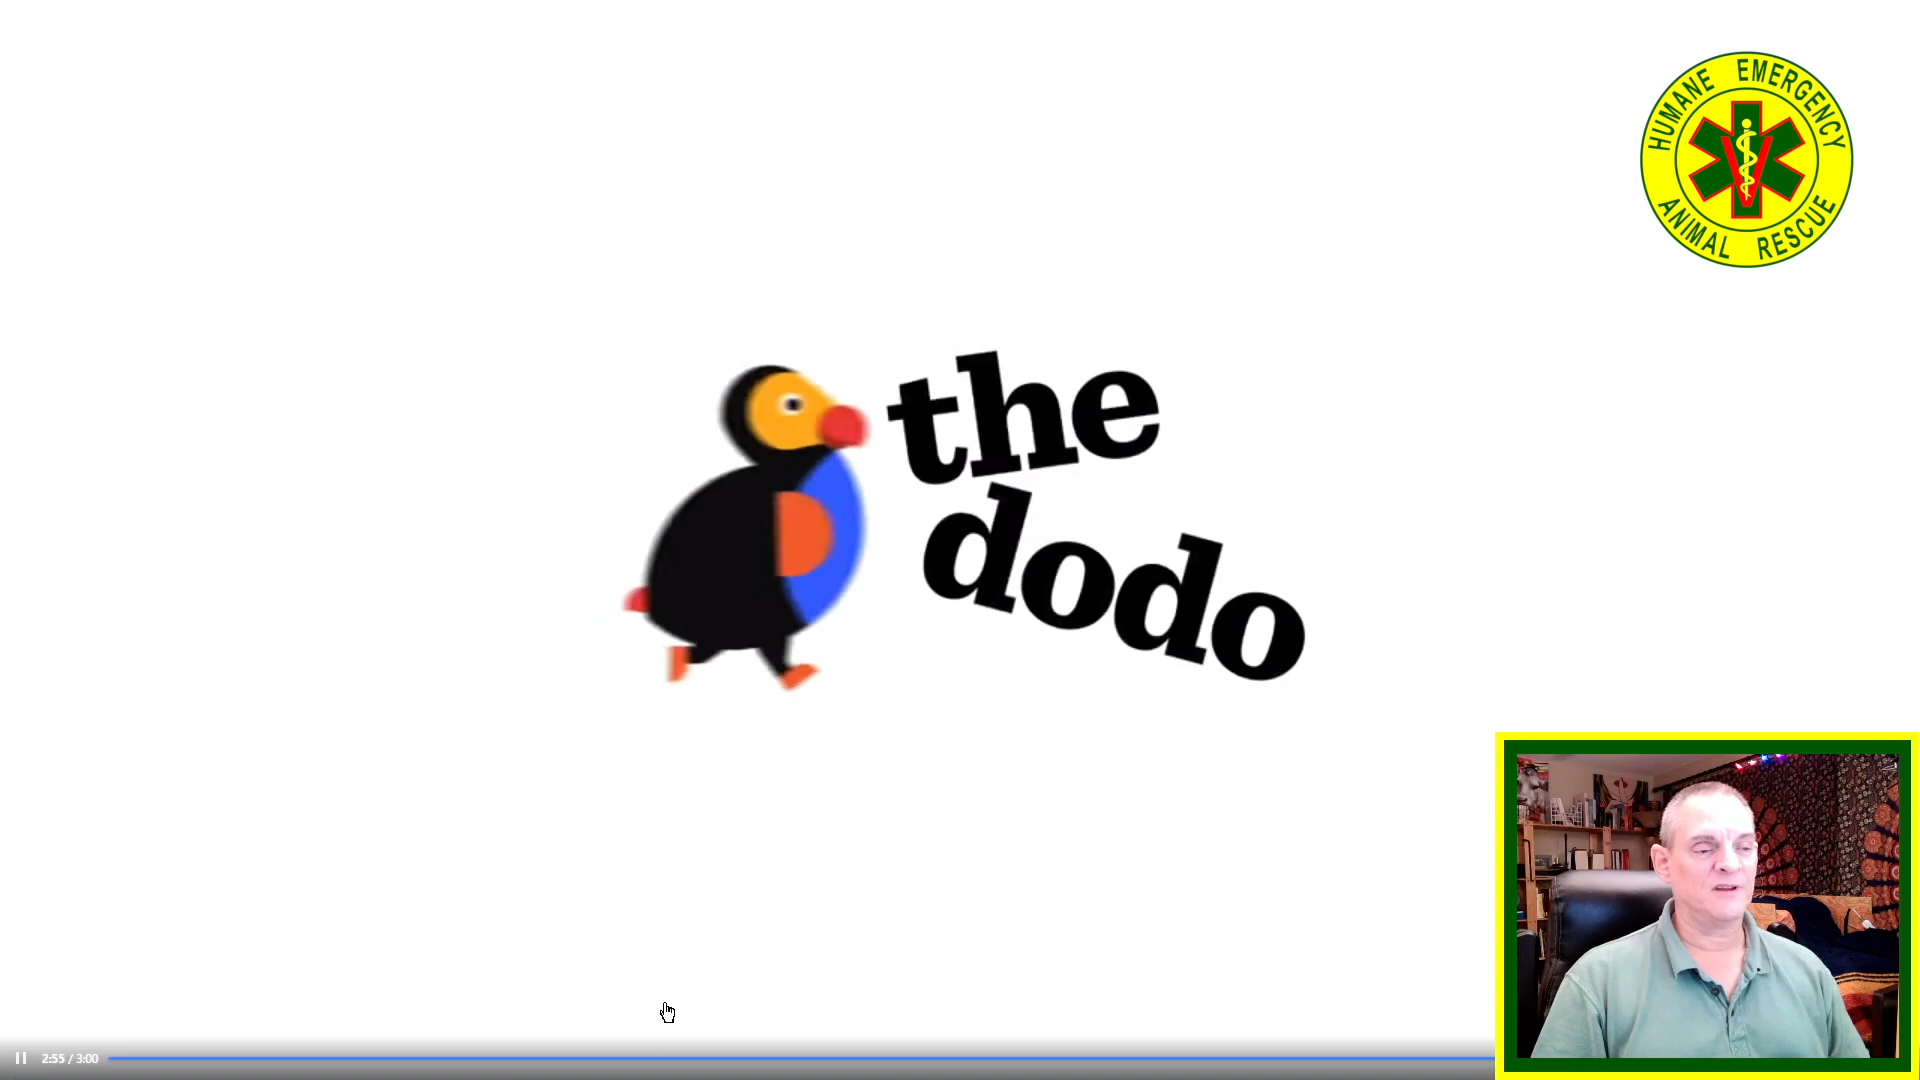 HUMANE EMERGENCY
ANIMAL RESCUE
V
the
dodo
2:55 / 3:00